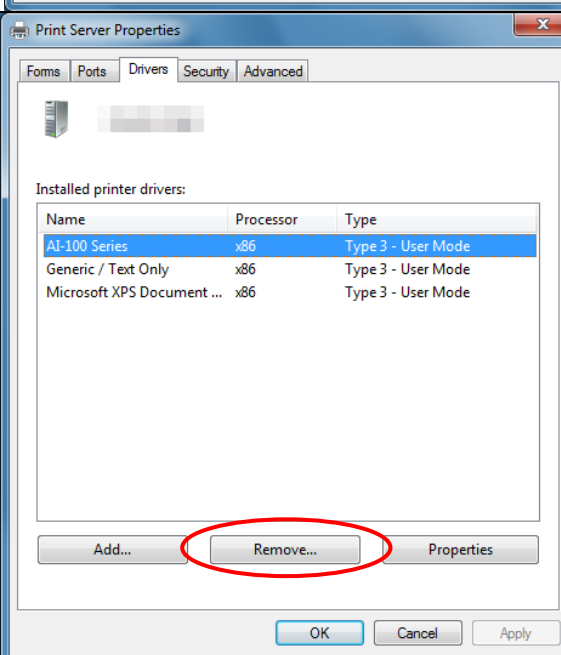 Print Server Properties
Forms Ports Drivers Security Advanced
Installed printer drivers:
Name Processor Type
AI-100 Series x86 Type 3 - User Mode
Generic / Text Only x86 Type 3 - User Mode
Microsoft XPS Document ... x86 Type 3 - User Mode
Add... Remove... Properties
OK Cancel Apply